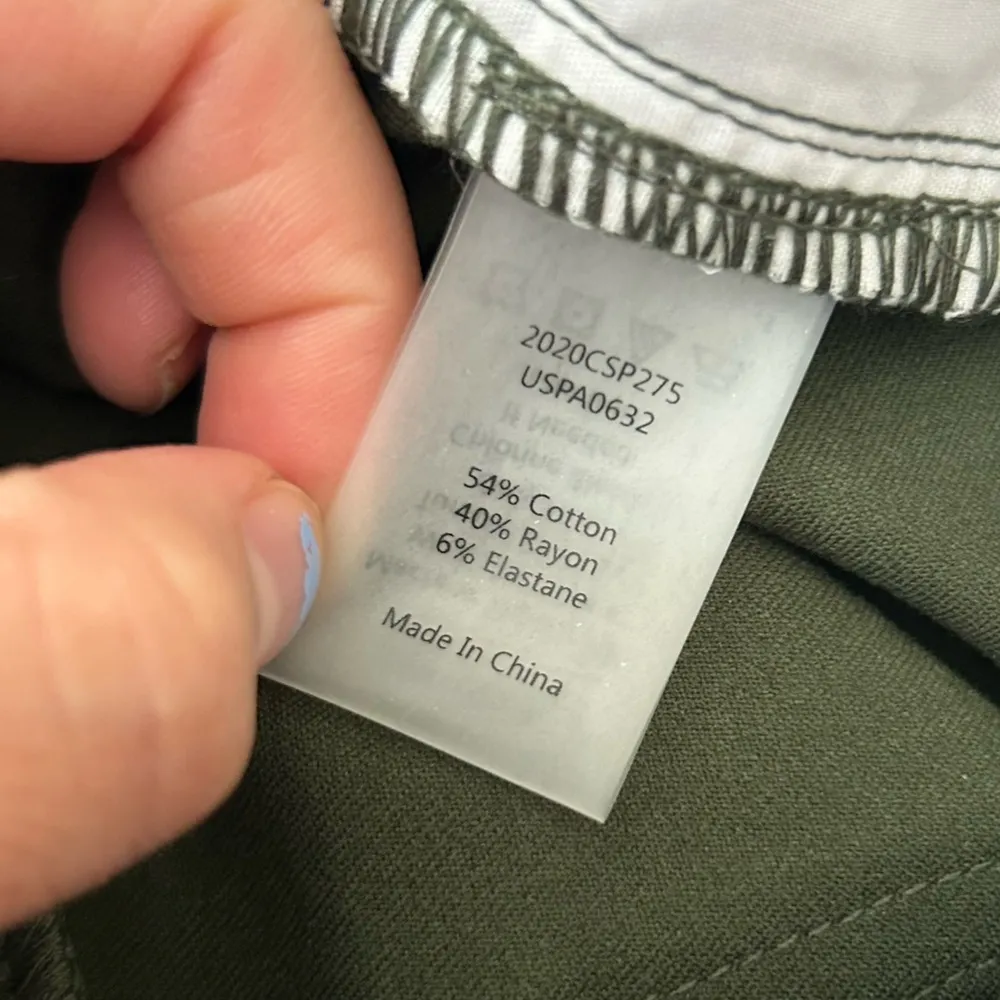 2020CSP275
USPA0632
54% Cotton
40% Rayon
6% Elastane
Made In China